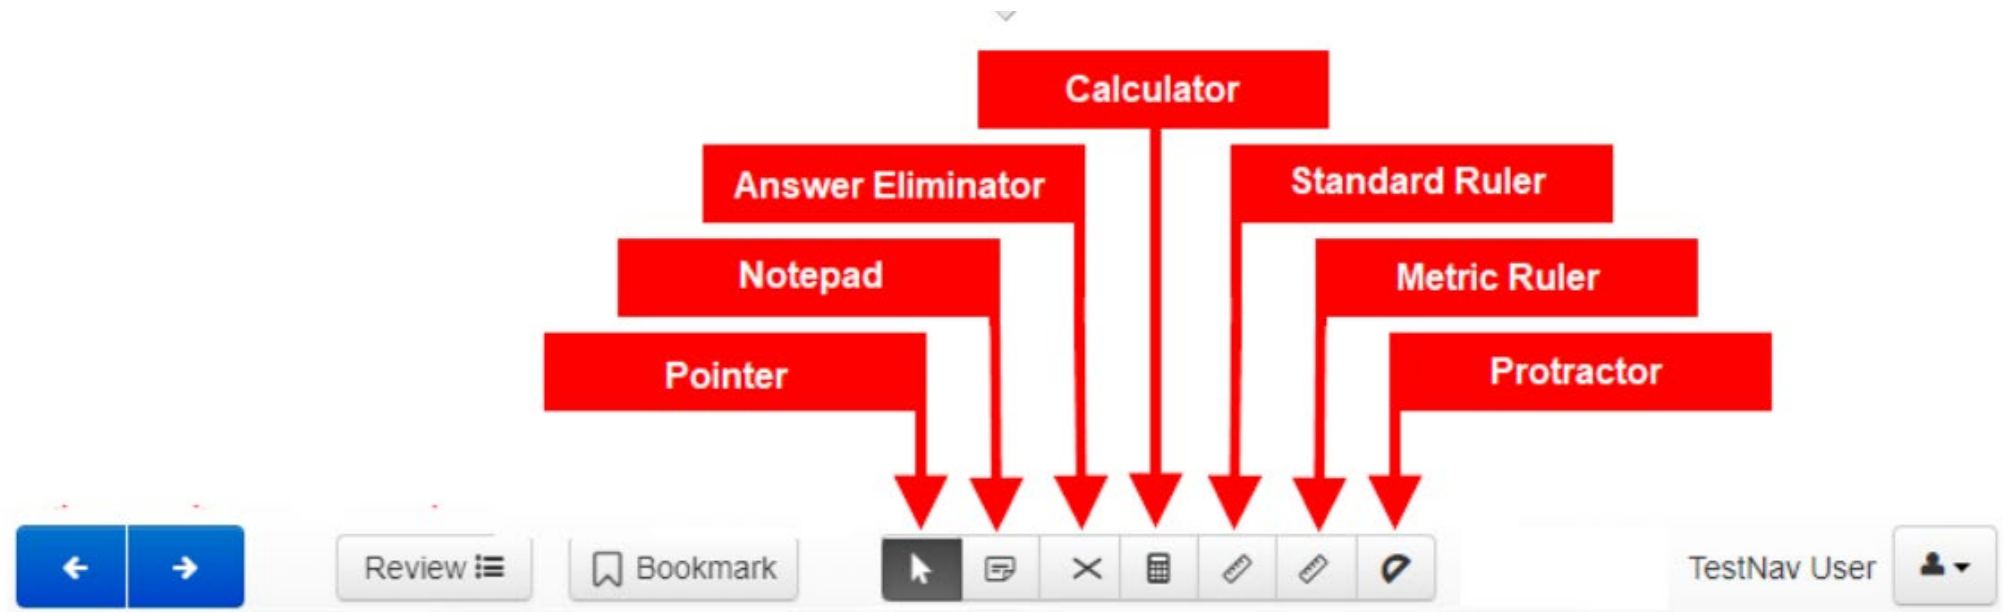 Calculator
Answer Eliminator
Standard Ruler
Notepad
Metric Ruler
Pointer
Protractor
Review
Bookmark
TestNav User